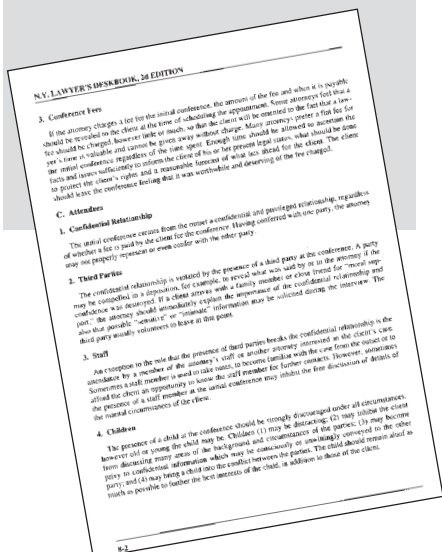 N.Y. LAWYER'S DESKBOOK, 2d EDITION
3. Conference Fees
If the attorney charges a fee for the initial conference, the amount of the fee and when it is payable
should be revealed to the client at the time of scheduling the appointment. Some attorneys feel that a
fee should be charged, however little or much, so that the client will be oriented to the fact that a law-
yer's time is valuable and cannot be given away without charge. Many attorneys prefer a flat fee for
the initial conference regardless of the time spent. Enough time should be allowed to ascertain the
facts and issues sufficiently to inform the client of his or her present legal status, what should be done
to protect the client's rights and a reasonable forecast of what lies ahead for the client. The client
should leave the conference feeling that it was worthwhile and deserving of the fee charged.
C. Attendees
1. Confidential Relationship
The initial conference creates from the outset a confidential and privileged relationship, regardless
of whether a fee is paid by the client for the conference. Having conferred with one party, the attorney
may not properly represent or even confer with the other party.
2. Third Parties
The confidential relationship is violated by the presence of a third party at the conference. A party
may be compelled in a deposition, for example, to reveal what was said by or to the attorney if the
confidence was destroyed. If a client arrives with a family member or close friend for "moral sup-
port," the attorney should immediately explain the importance of the confidential relationship and
also that possible "sensitive" or "intimate" information may be solicited during the interview. The
third party usually volunteers to leave at this point.
3. Staff
An exception to the rule that the presence of third parties breaks the confidential relationship is the
attendance by a member of the attorney's staff or another attorney interested in the client's case.
Sometimes a staff member is used to take notes, to become familiar with the case from the outset or to
afford the client an opportunity to know the staff member for further contacts. However, sometimes
the presence of a staff member at the initial conference may inhibit the free discussion of details of
the marital circumstances of the client.
4. Children
The presence of a child at the conference should be strongly discouraged under all circumstances,
however old or young the child may be. Children (1) may be distracting; (2) may inhibit the client
from discussing many areas of the background and circumstances of the parties; (3) may become
privy to confidential information which may be consciously or unwittingly conveyed to the other
party; and (4) may bring a child into the conflict between the parties. The child should remain aloof as
much as possible to further the best interests of the child, in addition to those of the client.
8-2